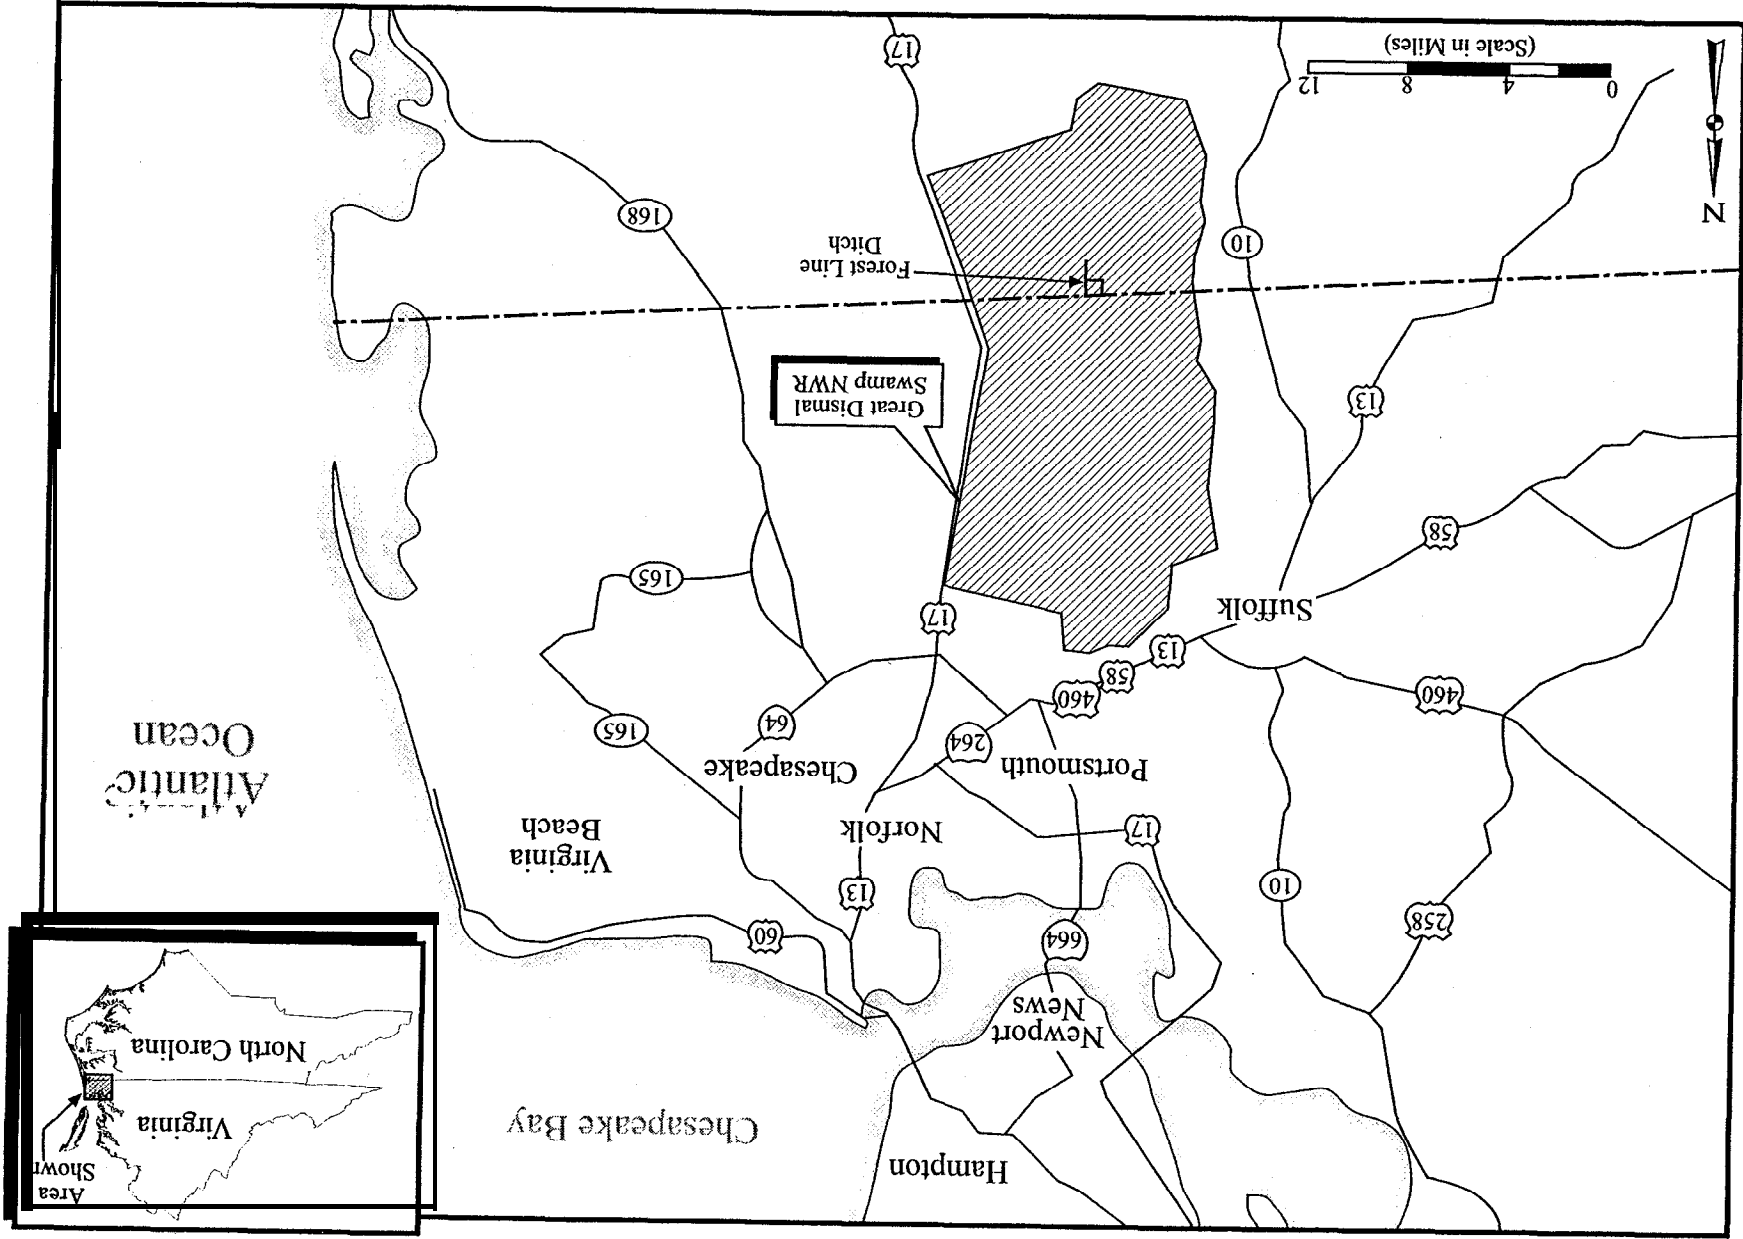 Area
Shown
Virginia
North Carolina
Hampton
Chesapeake Bay
Newport
News
664
60
258
10
13
17
Norfolk
Virginia
Beach
Portsmouth
Chesapeake
Atlantic
Ocean
264
64
165
460
460
58
13
Suffolk
17
165
58
13
Great Dismal
Swamp NWR
Forest Line
Ditch
10
168
N
0 4 8 12
(Scale in Miles)
17